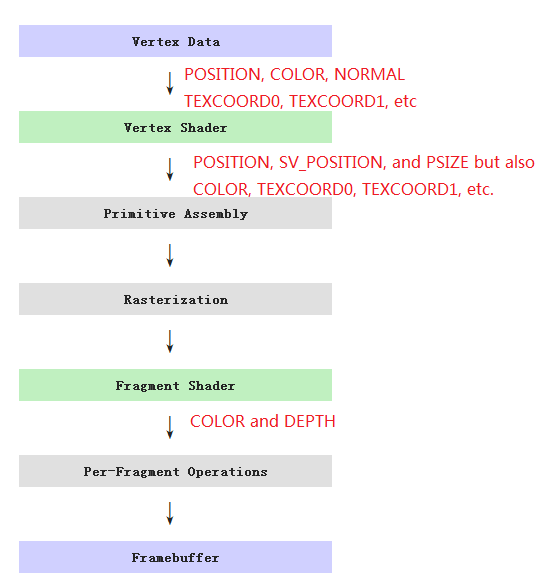 Vertex Data
POSITION, COLOR, NORMAL
TEXCOORD0, TEXCOORD1, etc
Vertex Shader
POSITION, SV_POSITION, and PSIZE but also
COLOR, TEXCOORD0, TEXCOORD1, etc.
Primitive Assembly
Rasterization
Fragment Shader
COLOR and DEPTH
Per-Fragment Operations
Framebuffer